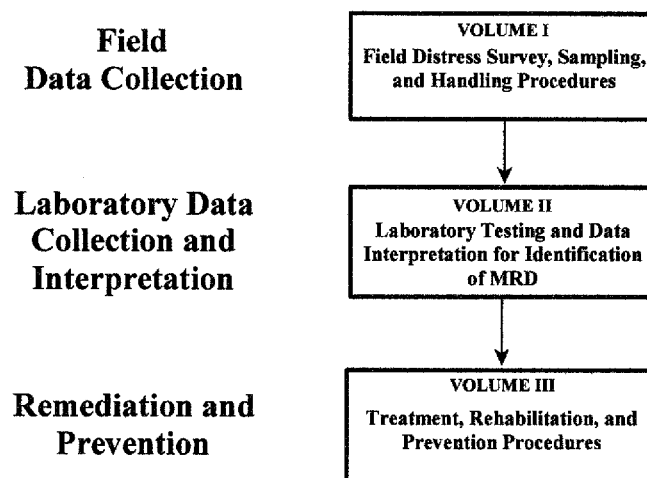 Field
Data Collection
VOLUME I
Field Distress Survey, Sampling,
and Handling Procedures
Laboratory Data
Collection and
Interpretation
VOLUME II
Laboratory Testing and Data
Interpretation for Identification
of MRD
Remediation and
Prevention
VOLUME III
Treatment, Rehabilitation, and
Prevention Procedures